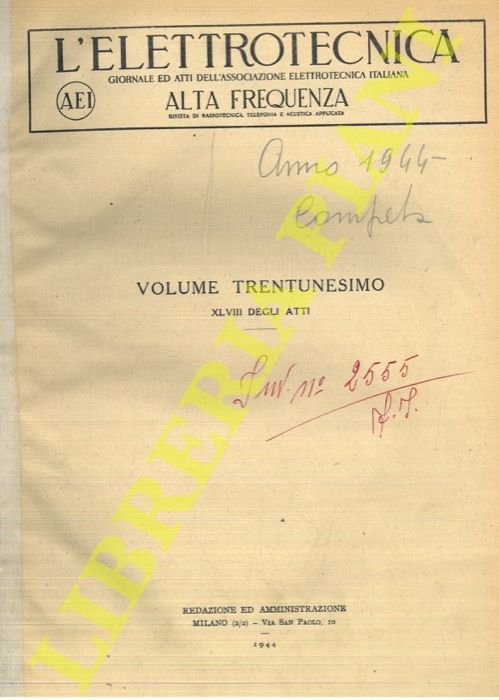 L'ELETTROTECNICA
GIORNALE ED ATTI DELL'ASSOCIAZIONE ELETTROTECNICA ITALIANA
AEI
ALTA FREQUENZA
RIVISTA DI RADIOTECNICA, TELEFONIA E ACUSTICA APPLICATA
Anno 1944
Completo
VOLUME TRENTUNESIMO
XLVIII DEGLI ATTI
Inv. nº 2555
REDAZIONE ED AMMINISTRAZIONE
MILANO (2/2) – VIA SAN PAOLO, 10
1944
LIBRERIA PIANI